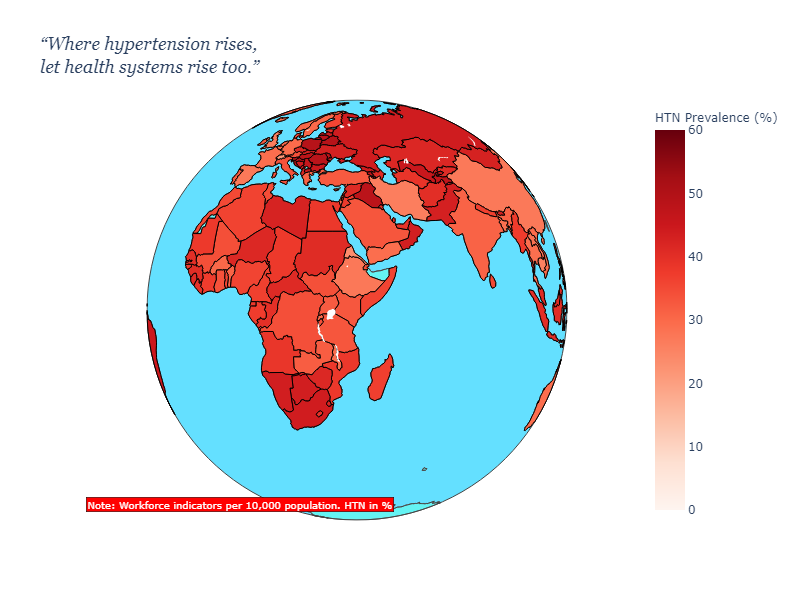 “Where hypertension rises,
let health systems rise too.”
HTN Prevalence (%)
60
50
40
30
20
10
0
Note: Workforce indicators per 10,000 population. HTN in %